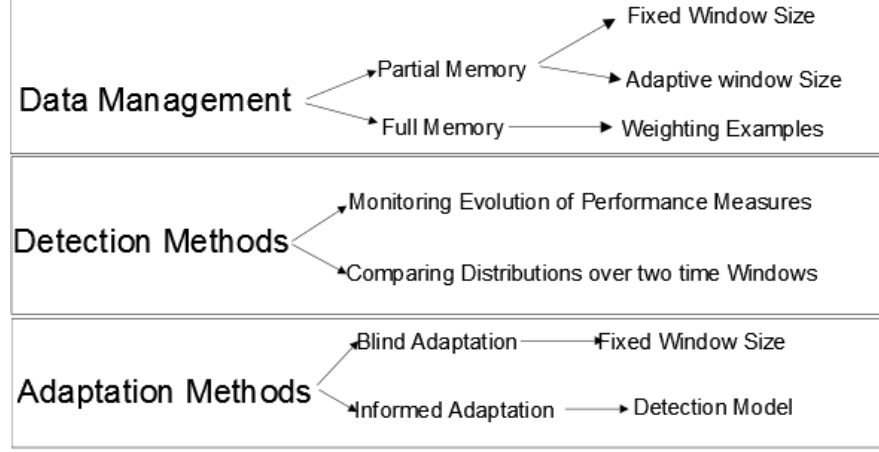 Fixed Window Size
Partial Memory
Adaptive window Size
Data Management
Full Memory
Weighting Examples
Monitoring Evolution of Performance Measures
Detection Methods
Comparing Distributions over two time Windows
Blind Adaptation
Fixed Window Size
Adaptation Methods
Informed Adaptation
Detection Model